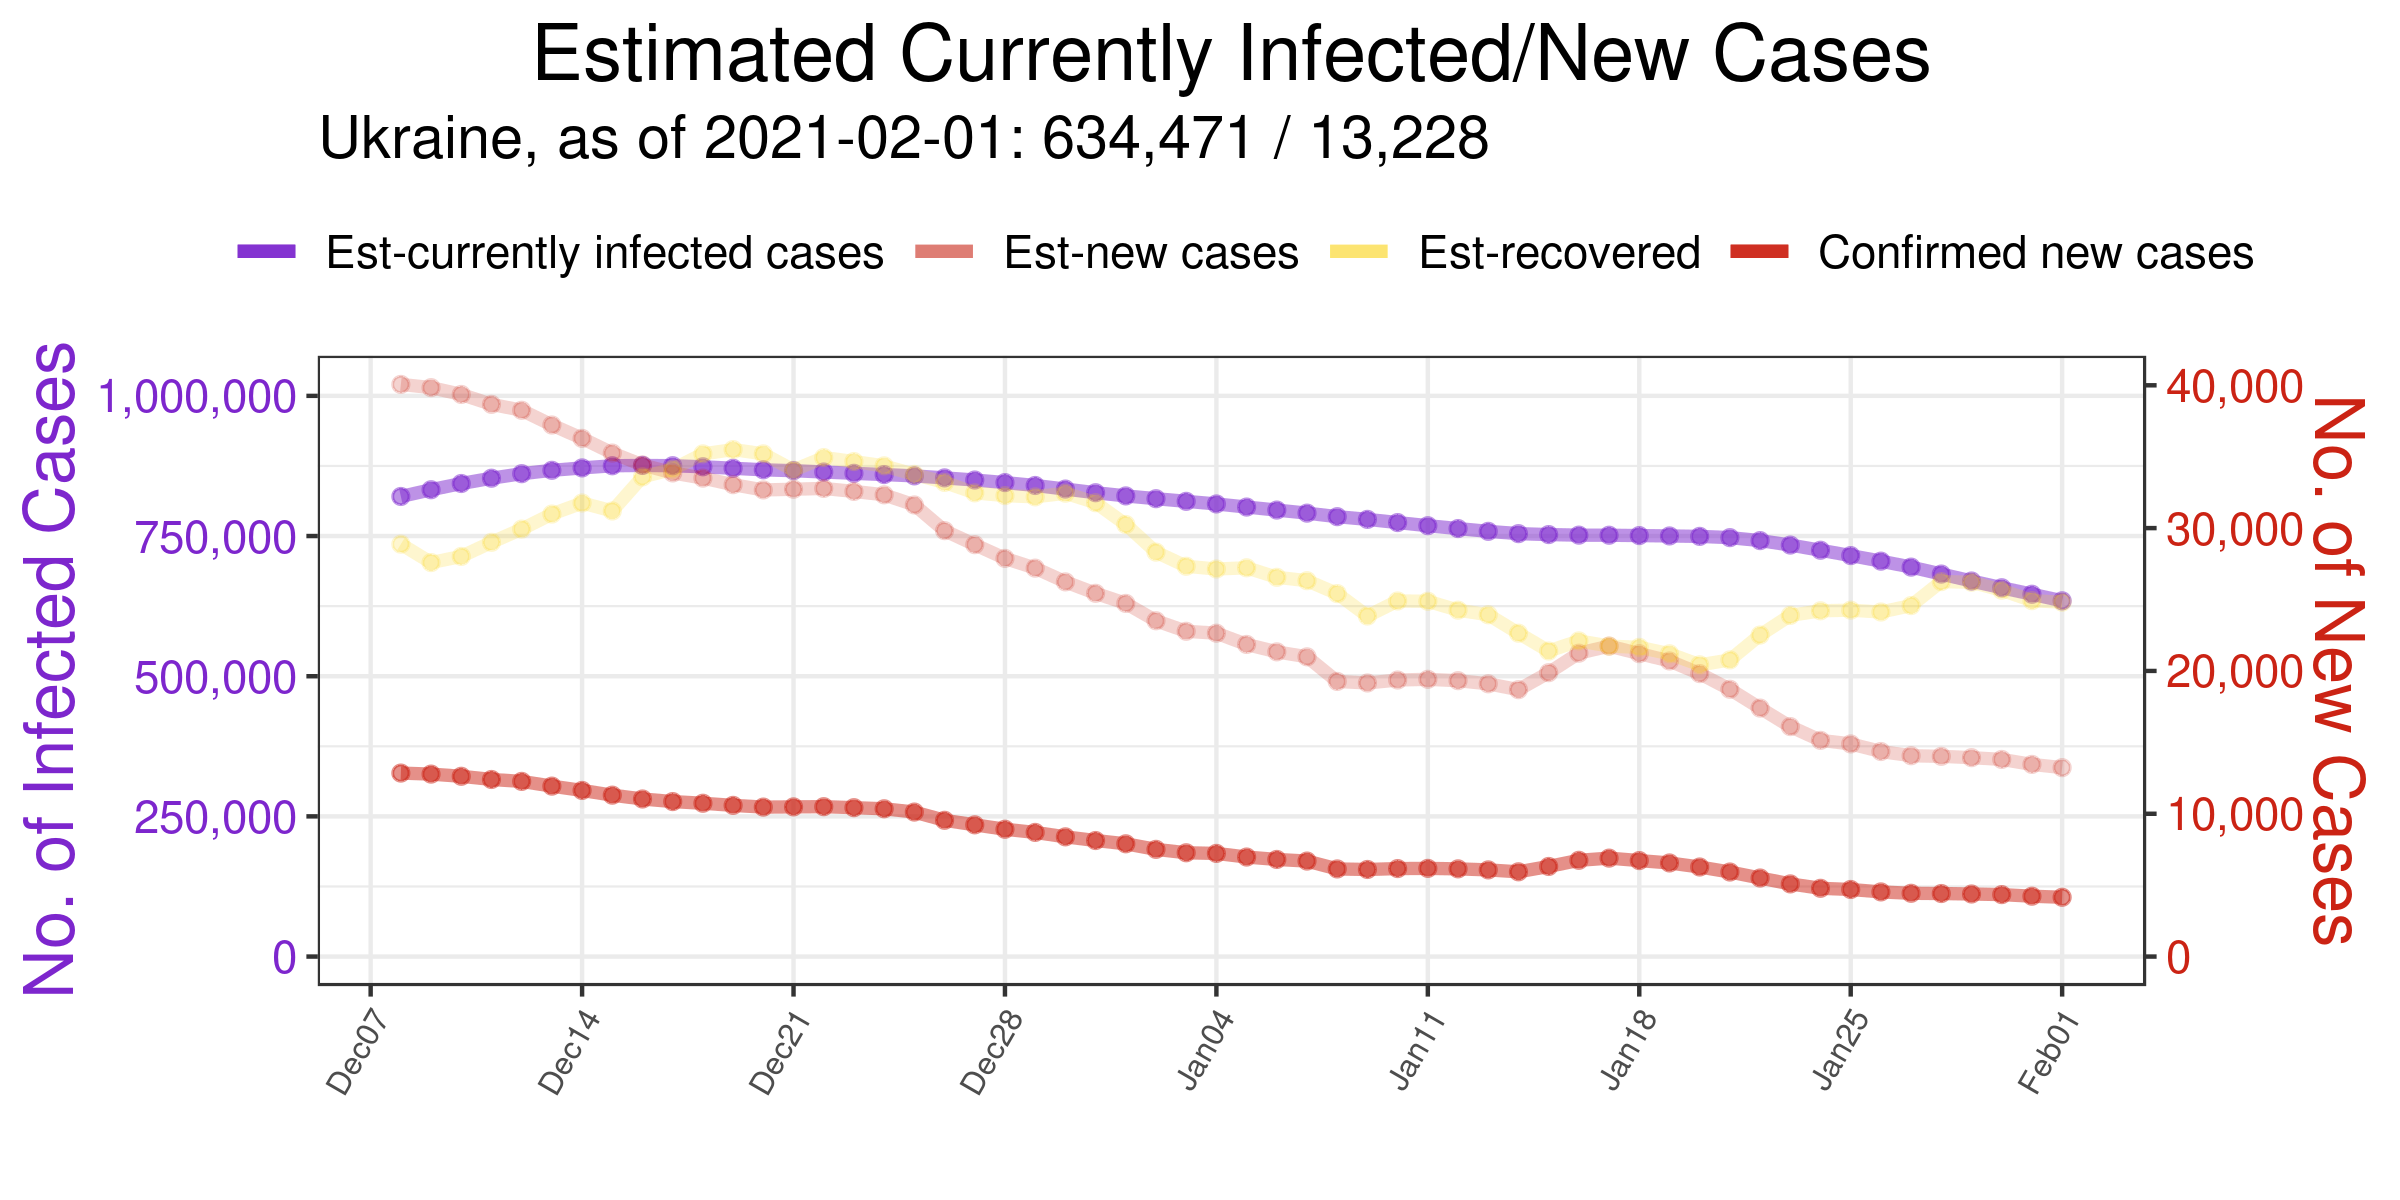 Estimated Currently Infected/New Cases
Ukraine, as of 2021-02-01: 634,471 / 13,228
Est-currently infected cases Est-new cases Est-recovered Confirmed new cases
No. of Infected Cases
1,000,000
750,000
500,000
250,000
0
40,000
30,000
20,000
10,000
0
No. of New Cases
Dec07 Dec14 Dec21 Dec28 Jan04 Jan11 Jan18 Jan25 Feb01